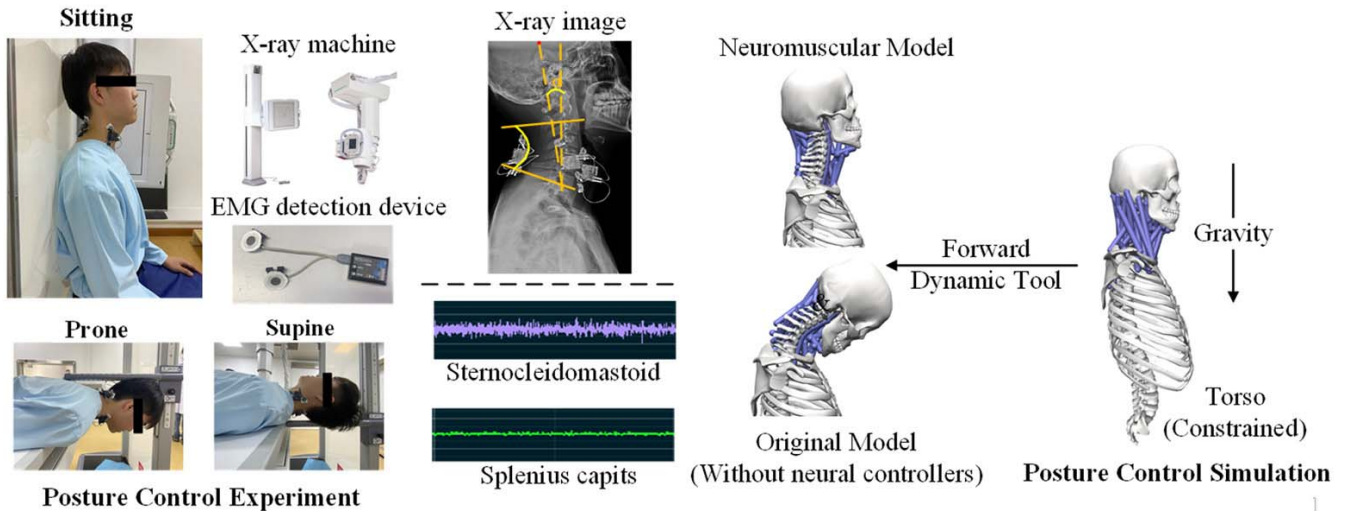 Sitting
X-ray machine
EMG detection device
Prone
Supine
Posture Control Experiment
X-ray image
Sternocleidomastoid
Splenius capits
Neuromuscular Model
Forward
Dynamic Tool
Original Model
(Without neural controllers)
Gravity
Torso
(Constrained)
Posture Control Simulation
1